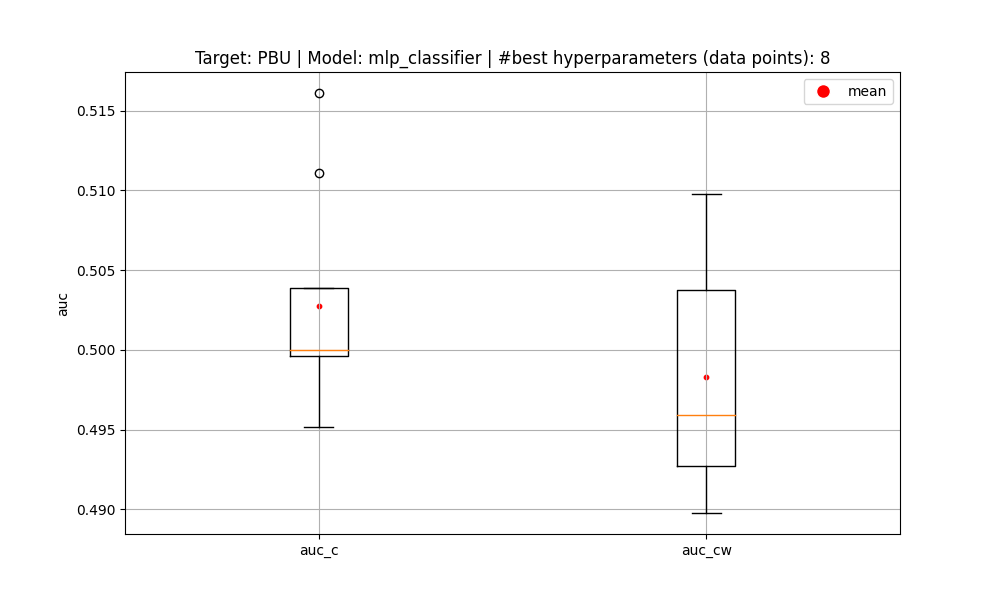 Target: PBU | Model: mlp_classifier | #best hyperparameters (data points): 8
mean
0.515
0.510
0.505
0.500
0.495
0.490
auc
auc_c
auc_cw